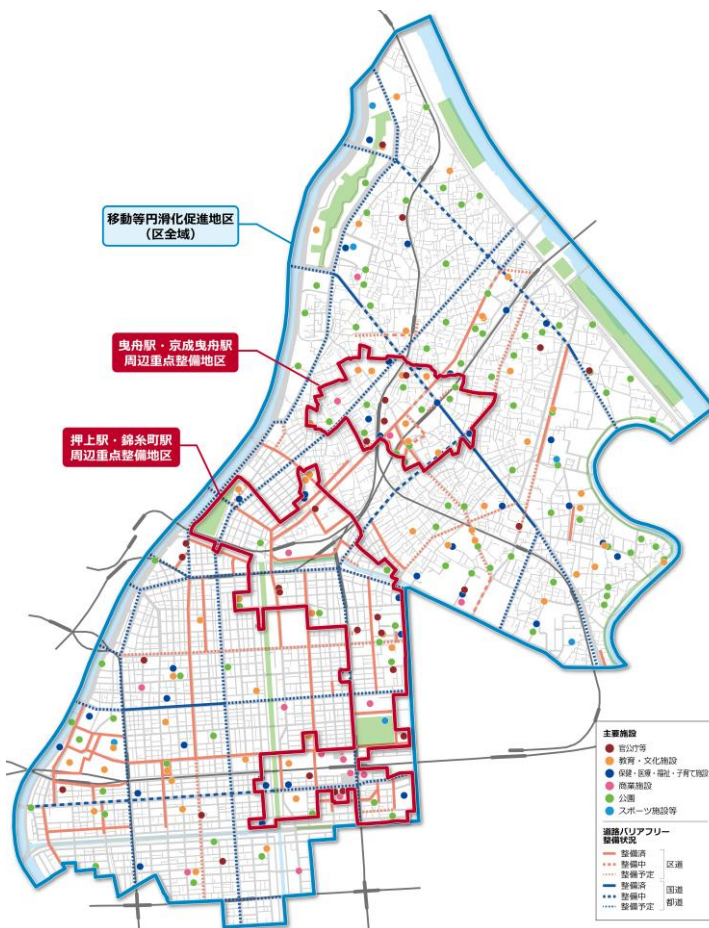 移動等円滑化促進地区
（区全域）
曳舟駅・京成曳舟駅
周辺重点整備地区
押上駅・錦糸町駅
周辺重点整備地区
主要施設
官公庁等
教育・文化施設
保健・医療・福祉・子育て施設
商業施設
公園
スポーツ施設等
道路バリアフリー
整備状況
整備済
整備中 区道
整備予定
整備済 国道
整備中 都道
整備予定